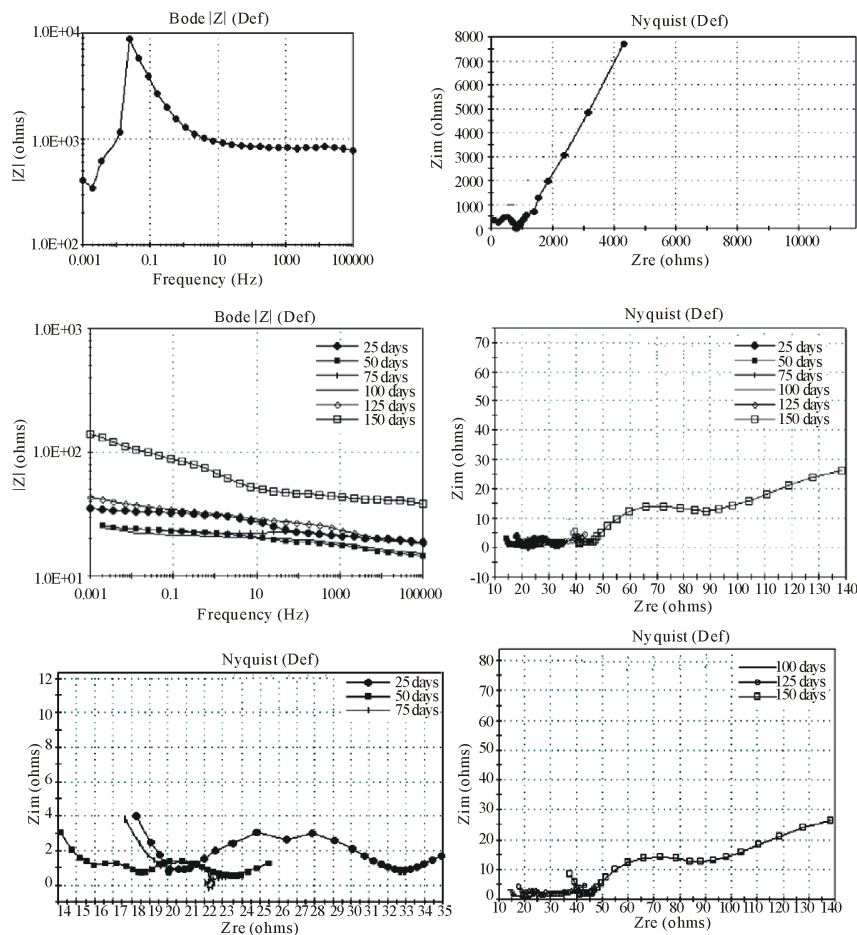 Bode |Z| (Def)
1.0E+04
1.0E+03
1.0E+02
|Z| (ohms)
0.001 0.1 10 1000 100000
Frequency (Hz)
Nyquist (Def)
8000
7000
6000
5000
4000
3000
2000
1000
0
Zim (ohms)
0 2000 4000 6000 8000 10000
Zre (ohms)
Bode |Z| (Def)
1.0E+03
1.0E+02
1.0E+01
|Z| (ohms)
25 days
50 days
75 days
100 days
125 days
150 days
0.001 0.1 10 1000 100000
Frequency (Hz)
Nyquist (Def)
70
60
50
40
30
20
10
0
-10
Zim (ohms)
25 days
50 days
75 days
100 days
125 days
150 days
10 20 30 40 50 60 70 80 90 100 110 120 130 140
Zre (ohms)
Nyquist (Def)
12
10
8
6
4
2
0
Zim (ohms)
25 days
50 days
75 days
14 15 16 17 18 19 20 21 22 23 24 25 26 27 28 29 30 31 32 33 34 35
Zre (ohms)
Nyquist (Def)
80
70
60
50
40
30
20
10
0
Zim (ohms)
100 days
125 days
150 days
10 20 30 40 50 60 70 80 90 100 110 120 130 140
Zre (ohms)